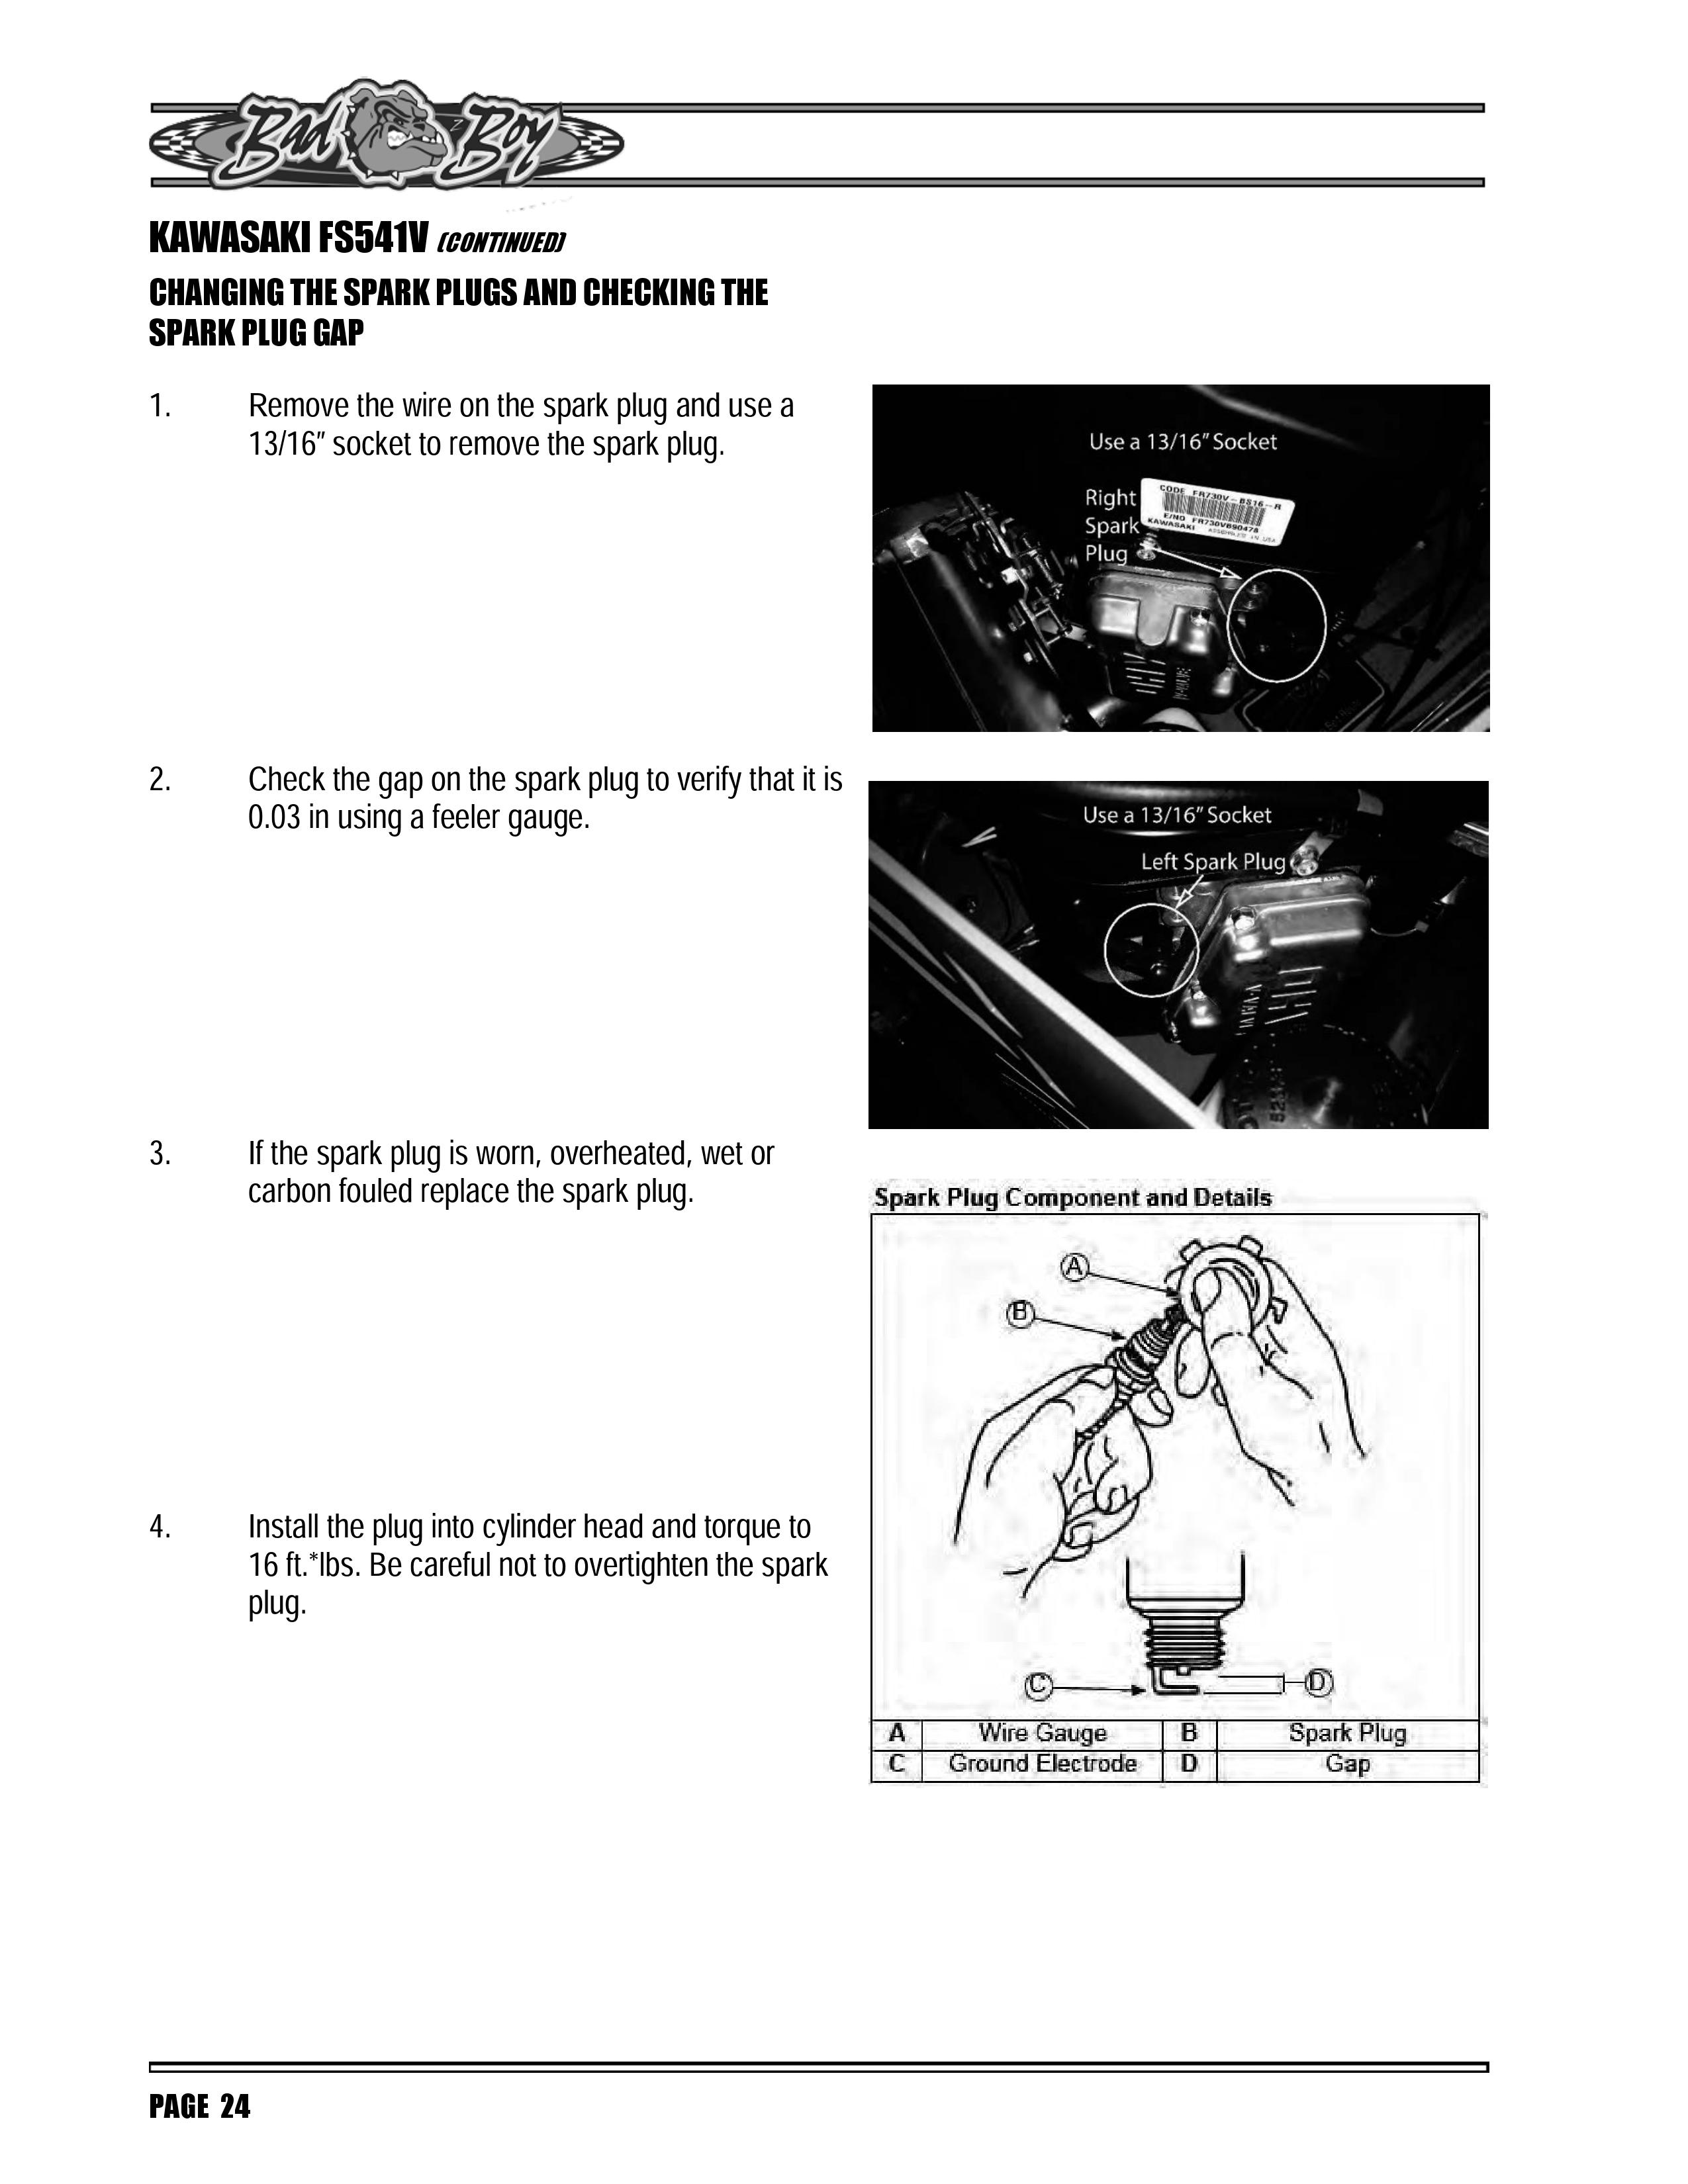 Bad Boy
KAWASAKI FS541V (CONTINUED)
CHANGING THE SPARK PLUGS AND CHECKING THE
SPARK PLUG GAP
1. Remove the wire on the spark plug and use a
13/16” socket to remove the spark plug.
Use a 13/16” Socket
Right
Spark
Plug
CODE FR730V-BS16-R
E/NO FR730VB90478
KAWASAKI ASSEMBLED IN USA
2. Check the gap on the spark plug to verify that it is
0.03 in using a feeler gauge.
Use a 13/16” Socket
Left Spark Plug
3. If the spark plug is worn, overheated, wet or
carbon fouled replace the spark plug.
Spark Plug Component and Details
A
B
4. Install the plug into cylinder head and torque to
16 ft.*lbs. Be careful not to overtighten the spark
plug.
C
D
A Wire Gauge B Spark Plug
C Ground Electrode D Gap
PAGE 24